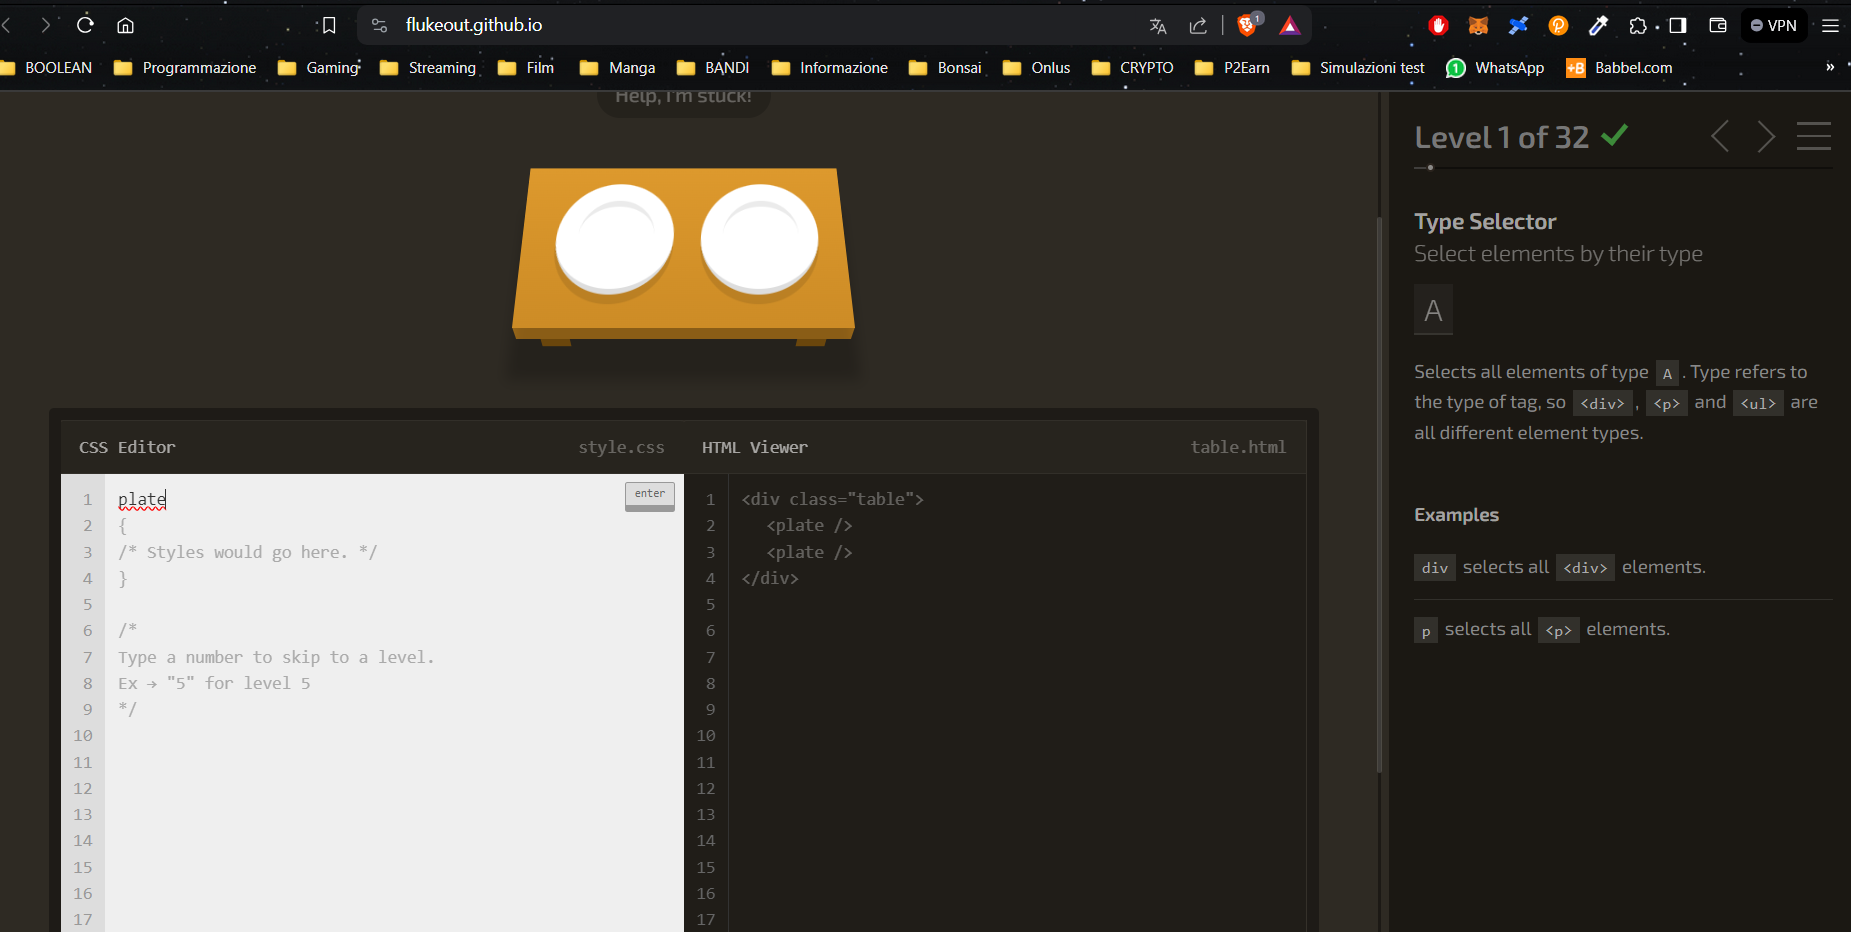 flukeout.github.io
1
VPN
BOOLEAN Programmazione Gaming Streaming Film Manga BANDI Informazione Bonsai Onlus CRYPTO P2Earn Simulazioni test WhatsApp +B Babbel.com »
Help, I'm stuck!
Level 1 of 32
Type Selector
Select elements by their type
A
Selects all elements of type A . Type refers to
the type of tag, so <div> , <p> and <ul> are
all different element types.
Examples
div selects all <div> elements.
p selects all <p> elements.
CSS Editor style.css
enter
1 plate
2 {
3 /* Styles would go here. */
4 }
5
6 /*
7 Type a number to skip to a level.
8 Ex → "5" for level 5
9 */
10
11
12
13
14
15
16
17
HTML Viewer table.html
1 <div class="table">
2 <plate />
3 <plate />
4 </div>
5
6
7
8
9
10
11
12
13
14
15
16
17